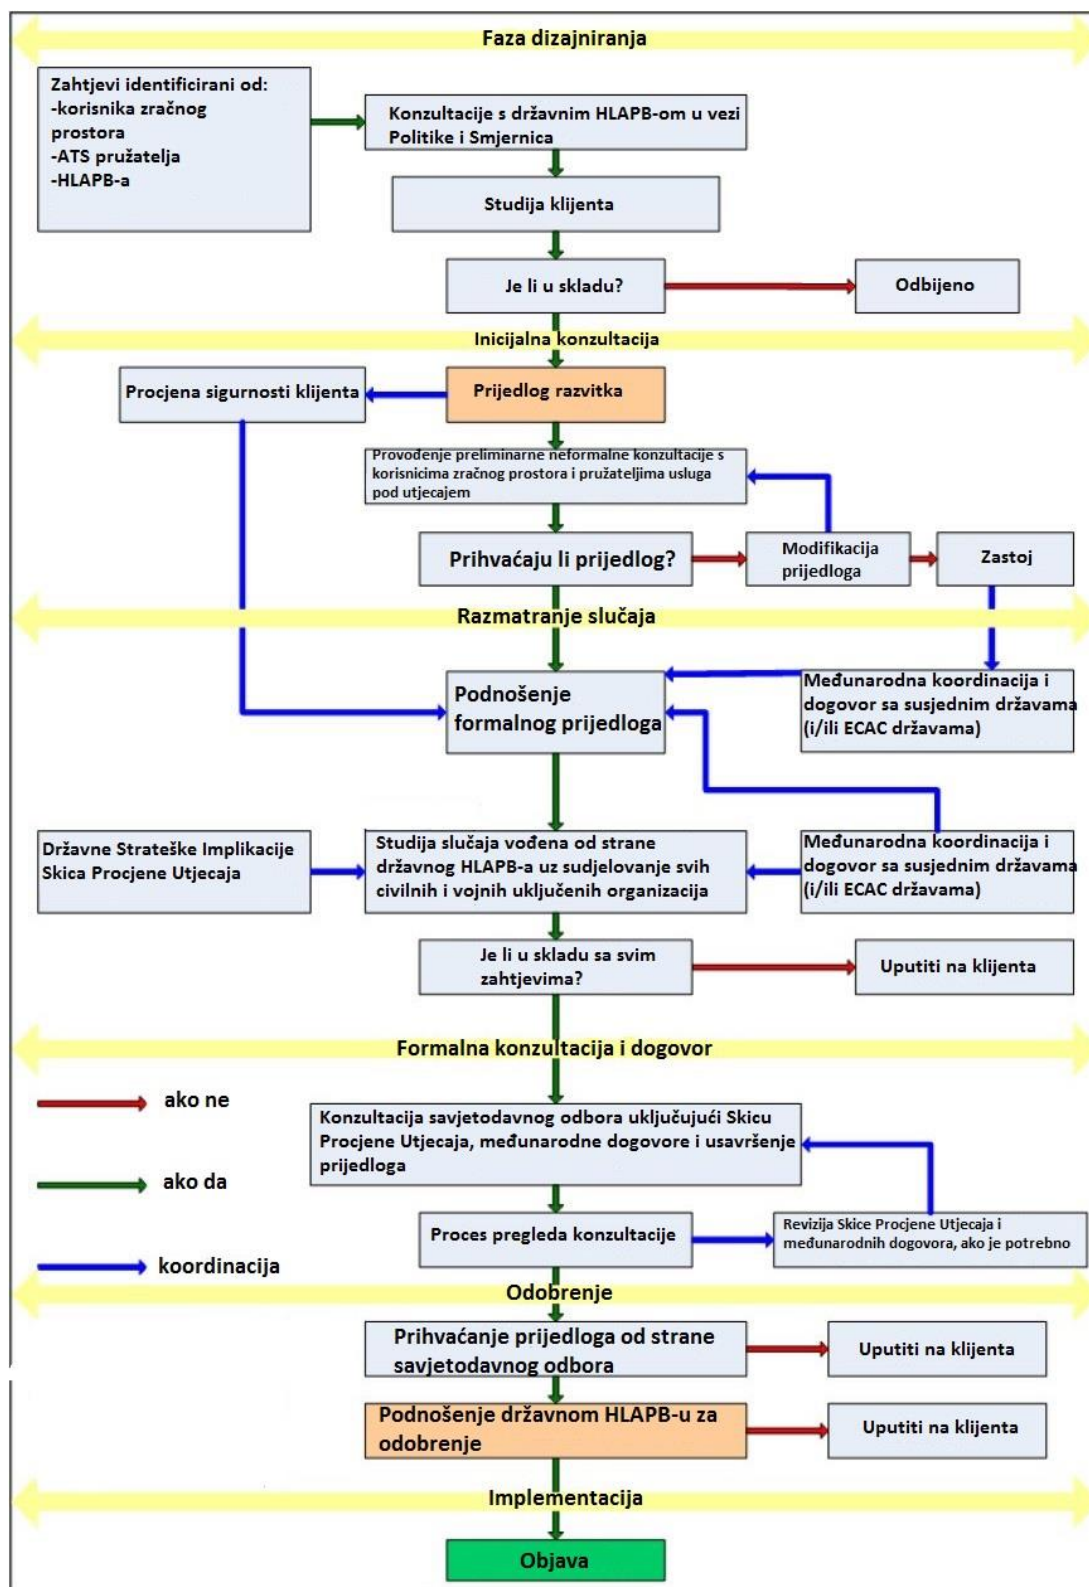 Faza dizajniranja
Zahtjevi identificirani od:
-korisnika zračnog
prostora
-ATS pružatelja
-HLAPB-a
Konzultacije s državnim HLAPB-om u vezi
Politike i Smjernica
Studija klijenta
Je li u skladu?
Odbijeno
Inicijalna konzultacija
Procjena sigurnosti klijenta
Prijedlog razvitka
Provođenje preliminarne neformalne konzultacije s
korisnicima zračnog prostora i pružateljima usluga
pod utjecajem
Prihvaćaju li prijedlog?
Modifikacija
prijedloga
Zastoj
Razmatranje slučaja
Podnošenje
formalnog prijedloga
Međunarodna koordinacija i
dogovor sa susjednim državama
(i/ili ECAC državama)
Državne Strateške Implikacije
Skica Procjene Utjecaja
Studija slučaja vođena od strane
državnog HLAPB-a uz sudjelovanje svih
civilnih i vojnih uključenih organizacija
Međunarodna koordinacija i
dogovor sa susjednim državama
(i/ili ECAC državama)
Je li u skladu sa svim
zahtjevima?
Uputiti na klijenta
Formalna konzultacija i dogovor
ako ne
ako da
koordinacija
Konzultacija savjetodavnog odbora uključujući Skicu
Procjene Utjecaja, međunarodne dogovore i usavršenje
prijedloga
Proces pregleda konzultacije
Revizija Skice Procjene Utjecaja i
međunarodnih dogovora, ako je potrebno
Odobrenje
Prihvaćanje prijedloga od strane
savjetodavnog odbora
Uputiti na klijenta
Podnošenje državnom HLAPB-u za
odobrenje
Uputiti na klijenta
Implementacija
Objava